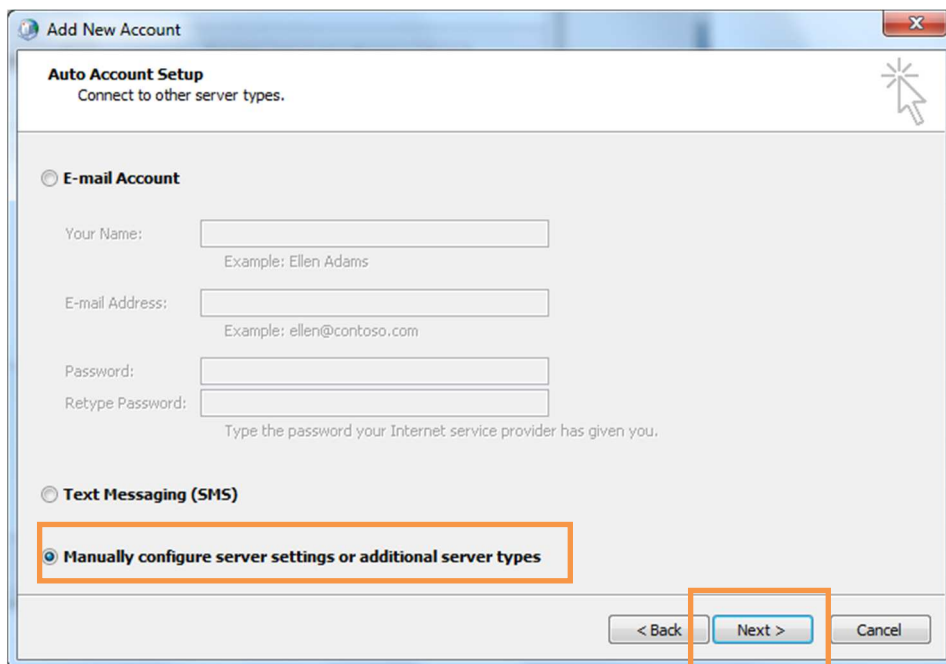 Add New Account
Auto Account Setup
Connect to other server types.
E-mail Account
Your Name:
Example: Ellen Adams
E-mail Address:
Example: ellen@contoso.com
Password:
Retype Password:
Type the password your Internet service provider has given you.
Text Messaging (SMS)
Manually configure server settings or additional server types
< Back Next > Cancel